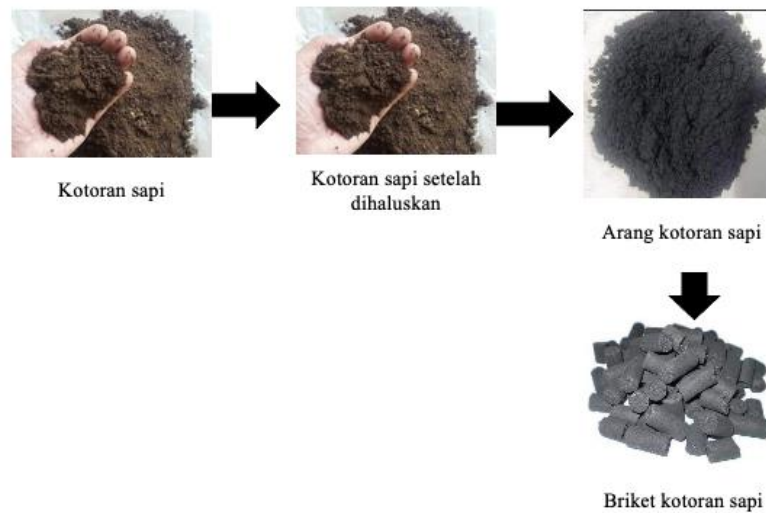 Kotoran sapi
Kotoran sapi setelah
dihaluskan
Arang kotoran sapi
Briket kotoran sapi